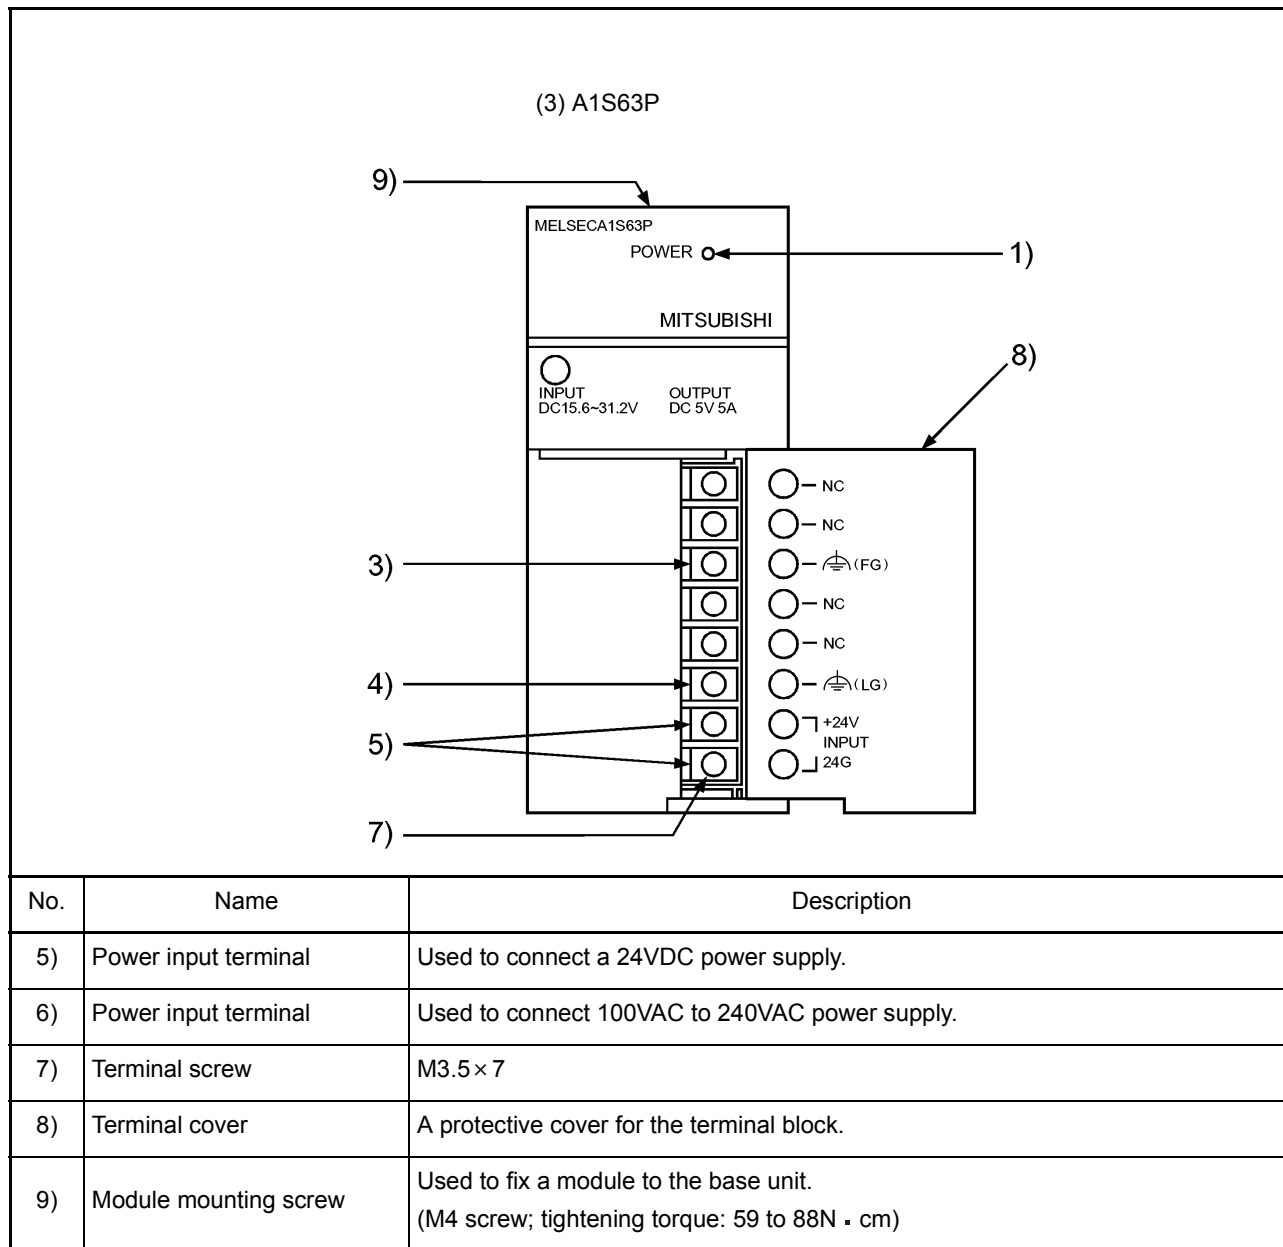 (3) A1S63P
9)
MELSECA1S63P
POWER
1)
MITSUBISHI
8)
INPUT OUTPUT
DC15.6~31.2V DC 5V 5A
NC
NC
3)
(FG)
NC
NC
4)
(LG)
+24V
5)
INPUT
24G
7)
No. Name Description
5) Power input terminal Used to connect a 24VDC power supply.
6) Power input terminal Used to connect 100VAC to 240VAC power supply.
7) Terminal screw M3.5×7
8) Terminal cover A protective cover for the terminal block.
9) Module mounting screw Used to fix a module to the base unit.
(M4 screw; tightening torque: 59 to 88N · cm)